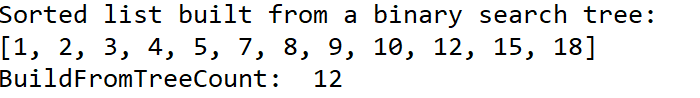 Sorted list built from a binary search tree:
[1, 2, 3, 4, 5, 7, 8, 9, 10, 12, 15, 18]
BuildFromTreeCount:  12